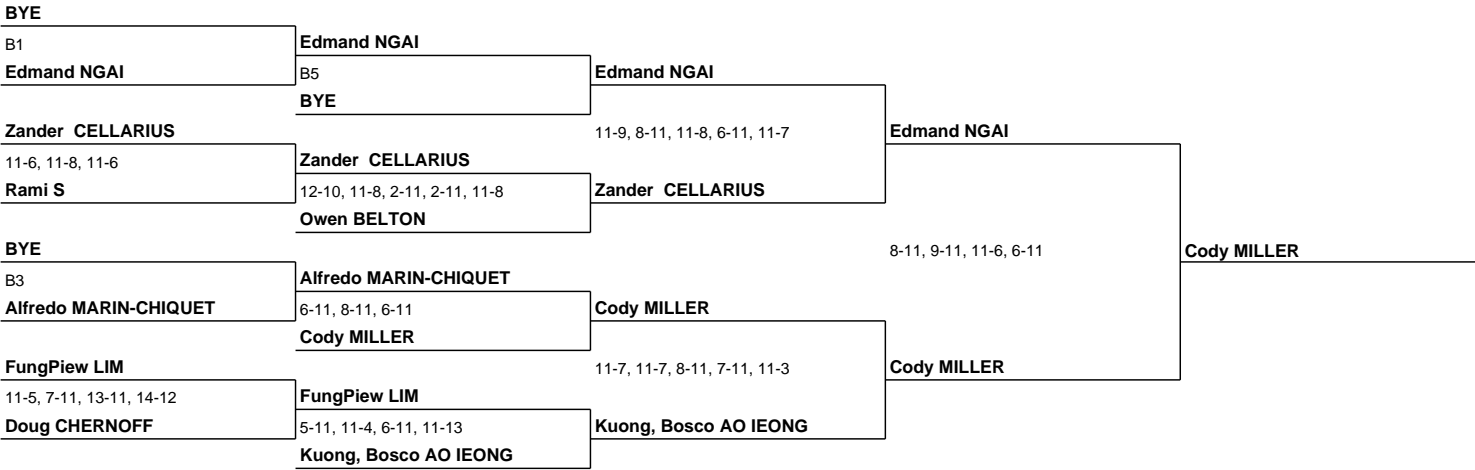 BYE
B1
Edmand NGAI
Edmand NGAI
B5
Edmand NGAI
BYE
Zander  CELLARIUS
11-9, 8-11, 11-8, 6-11, 11-7
Edmand NGAI
11-6, 11-8, 11-6
Zander  CELLARIUS
Rami S
12-10, 11-8, 2-11, 2-11, 11-8
Zander  CELLARIUS
Owen BELTON
BYE
8-11, 9-11, 11-6, 6-11
Cody MILLER
B3
Alfredo MARIN-CHIQUET
Alfredo MARIN-CHIQUET
6-11, 8-11, 6-11
Cody MILLER
Cody MILLER
FungPiew LIM
11-7, 11-7, 8-11, 7-11, 11-3
Cody MILLER
11-5, 7-11, 13-11, 14-12
FungPiew LIM
Doug CHERNOFF
5-11, 11-4, 6-11, 11-13
Kuong, Bosco AO IEONG
Kuong, Bosco AO IEONG